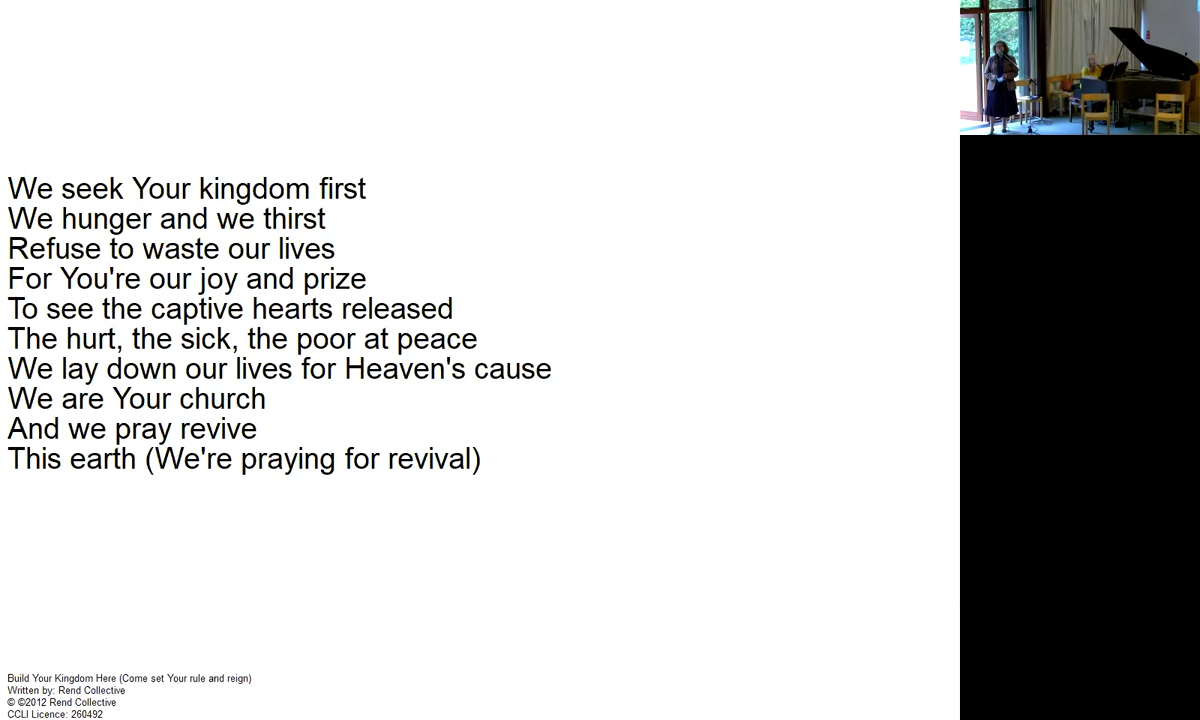 We seek Your kingdom first
We hunger and we thirst
Refuse to waste our lives
For You're our joy and prize
To see the captive hearts released
The hurt, the sick, the poor at peace
We lay down our lives for Heaven's cause
We are Your church
And we pray revive
This earth (We're praying for revival)
Build Your Kingdom Here (Come set Your rule and reign)
Written by: Rend Collective
© ©2012 Rend Collective
CCLI Licence: 260492